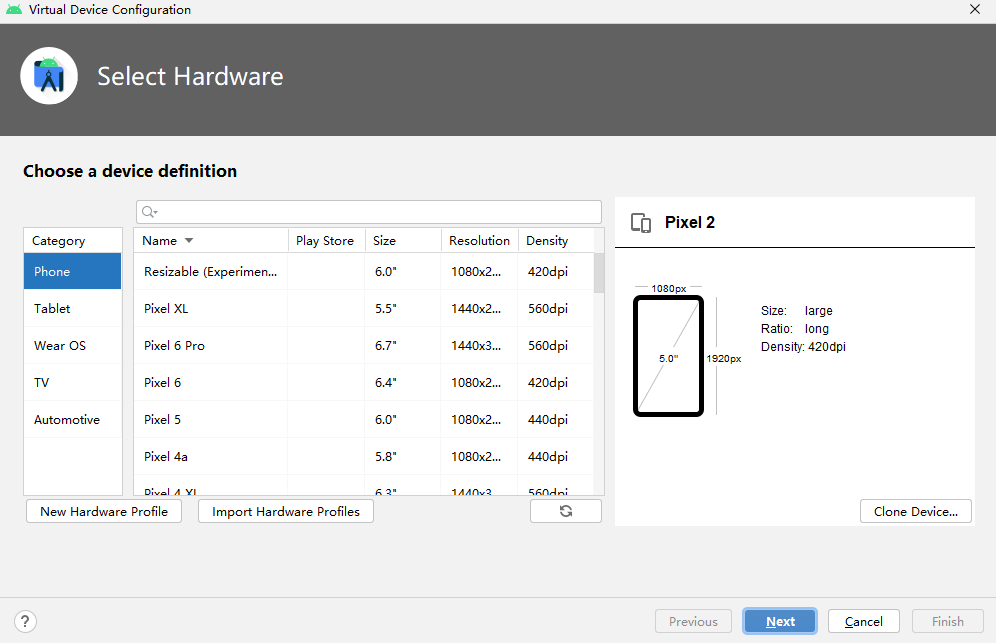 Virtual Device Configuration
Select Hardware
Choose a device definition
Category
Phone
Tablet
Wear OS
TV
Automotive
Name Play Store Size Resolution Density
Resizable (Experimen... 6.0" 1080x2... 420dpi
Pixel XL 5.5" 1440x2... 560dpi
Pixel 6 Pro 6.7" 1440x3... 560dpi
Pixel 6 6.4" 1080x2... 420dpi
Pixel 5 6.0" 1080x2... 440dpi
Pixel 4a 5.8" 1080x2... 440dpi
Pixel 4 XL 6.3" 1440x3... 560dpi
New Hardware Profile
Import Hardware Profiles
Pixel 2
1080px
5.0"
1920px
Size: large
Ratio: long
Density: 420dpi
Clone Device...
?
Previous
Next
Cancel
Finish